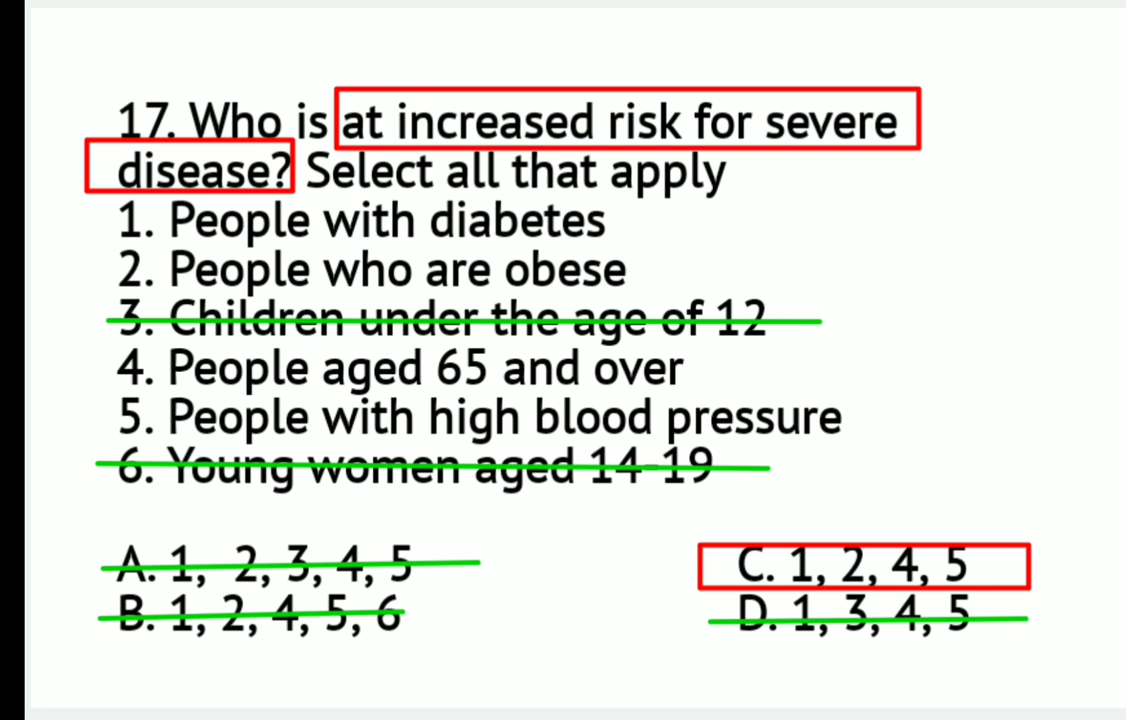 17. Who is at increased risk for severe
disease? Select all that apply
1. People with diabetes
2. People who are obese
3. Children under the age of 12
4. People aged 65 and over
5. People with high blood pressure
6. Young women aged 14-19
A. 1, 2, 3, 4, 5
B. 1, 2, 4, 5, 6
C. 1, 2, 4, 5
D. 1, 3, 4, 5